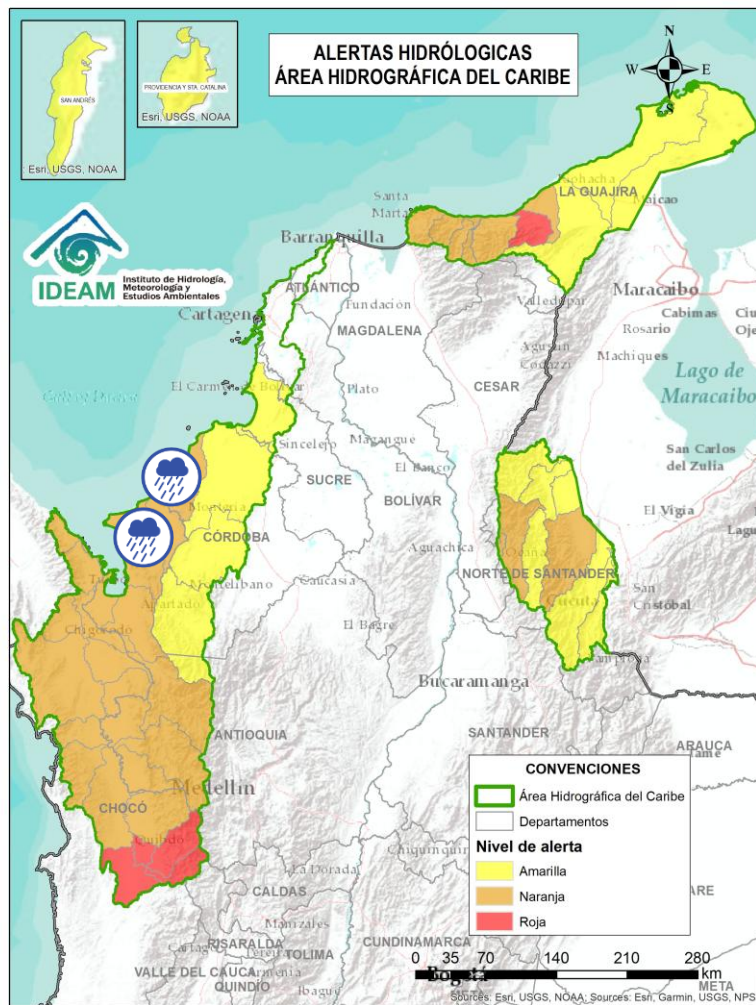 ALERTAS HIDRÓLOGICAS
ÁREA HIDROGRÁFICA DEL CARIBE
N
W
E
S
SAN ANDRÉS
Esri, USGS, NOAA
PROVIDENCIA Y STA. CATALINA
Esri, USGS, NOAA
IDEAM
Instituto de Hidrología,
Meteorología y
Estudios Ambientales
LA GUAJIRA
Maicao
Santa
Marta
Barranquilla
ATLÁNTICO
Fundación
Cartagena
MAGDALENA
Valledupar
Maracaibo
Cabimas
Rosario
Machiques
Agustín
Codazzi
CESAR
Lago de
Maracaibo
El Carmen de Bolívar
Plato
Sincelejo
Magangue
SUCRE
El Banco
BOLÍVAR
San Carlos
del Zulia
El Vigía
Montería
CÓRDOBA
Aguachica
Ocaña
NORTE DE SANTANDER
San
Cristóbal
Cúcuta
Montelíbano
Caucasia
Apartadó
El Bagre
Chigorodó
Pamplona
Bucaramanga
ANTIOQUIA
SANTANDER
ARAUCA
Medellín
CHOCÓ
Quibdó
La Dorada
CALDAS
Manizales
RISARALDA
TOLIMA
CUNDINAMARCA
VALLE DEL CAUCA
Armenia
QUINDÍO
Ibagué
Bogotá
META
CONVENCIONES
Área Hidrográfica del Caribe
Departamentos
Nivel de alerta
Amarilla
Naranja
Roja
0 35 70 140 210 280
km
Sources: Esri, USGS, NOAA; Sources: Esri, Garmin, USGS, NPS